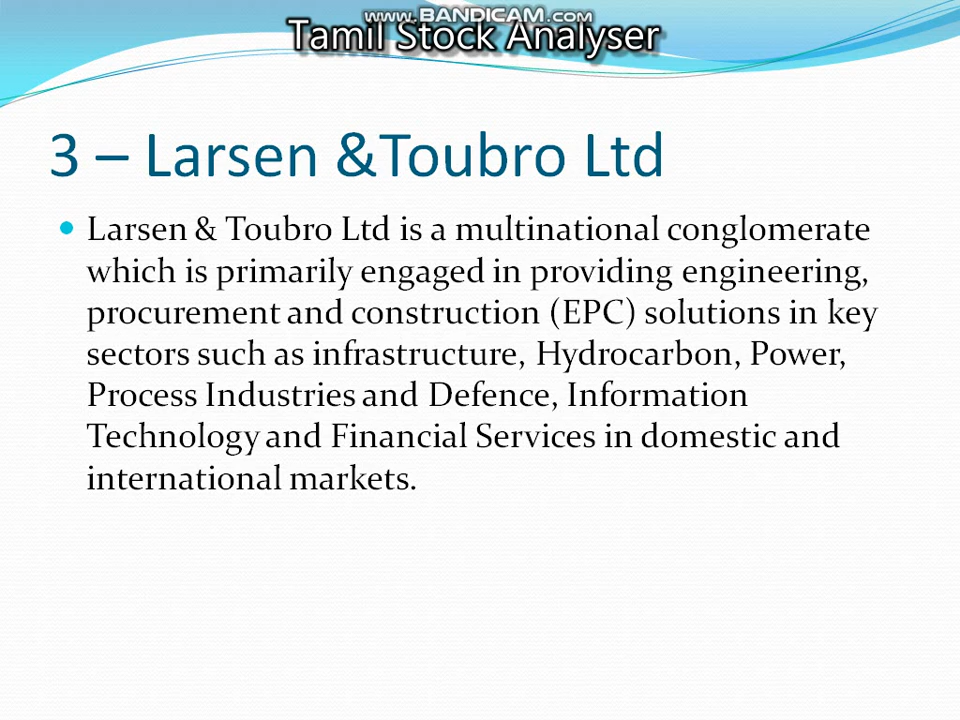 www.BANDICAM.com
Tamil Stock Analyser
3 – Larsen &Toubro Ltd
• Larsen & Toubro Ltd is a multinational conglomerate
which is primarily engaged in providing engineering,
procurement and construction (EPC) solutions in key
sectors such as infrastructure, Hydrocarbon, Power,
Process Industries and Defence, Information
Technology and Financial Services in domestic and
international markets.